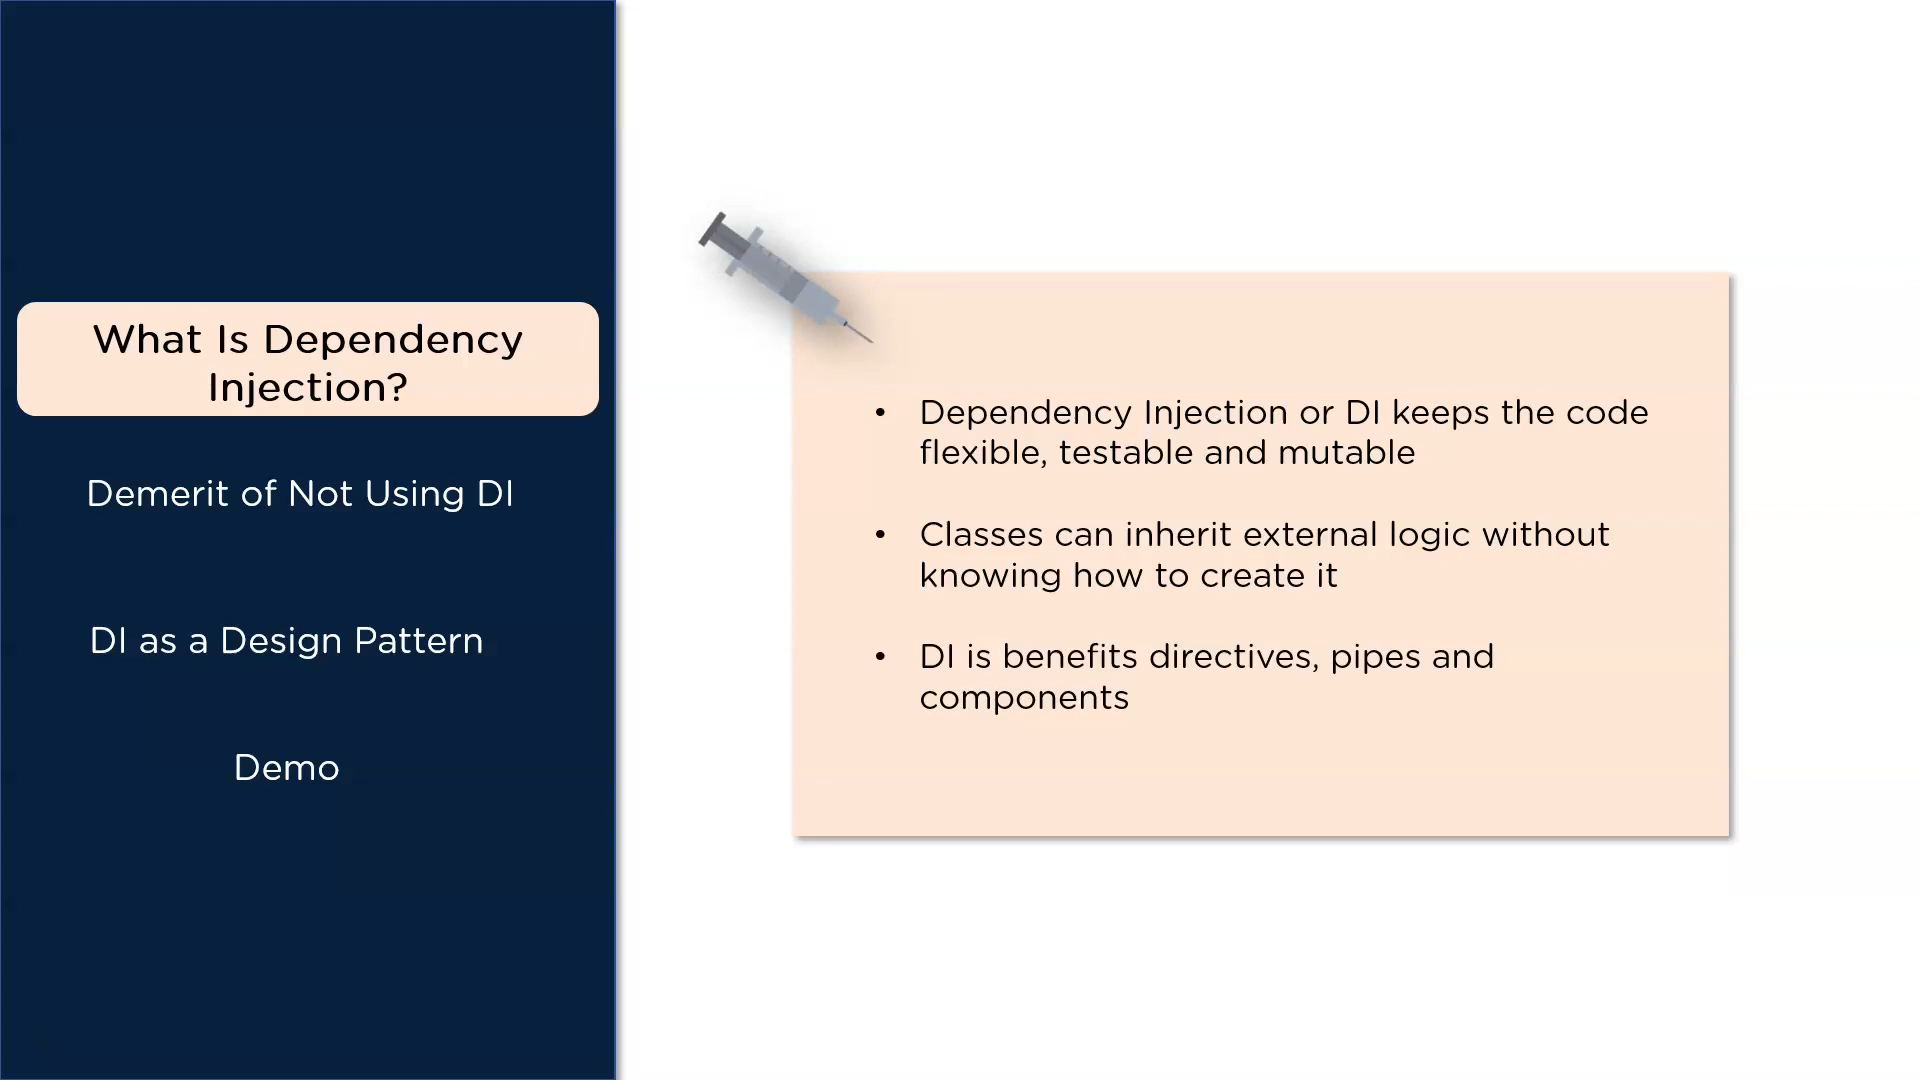 What Is Dependency
Injection?
Demerit of Not Using DI
DI as a Design Pattern
Demo
• Dependency Injection or DI keeps the code
flexible, testable and mutable
• Classes can inherit external logic without
knowing how to create it
• DI is benefits directives, pipes and
components